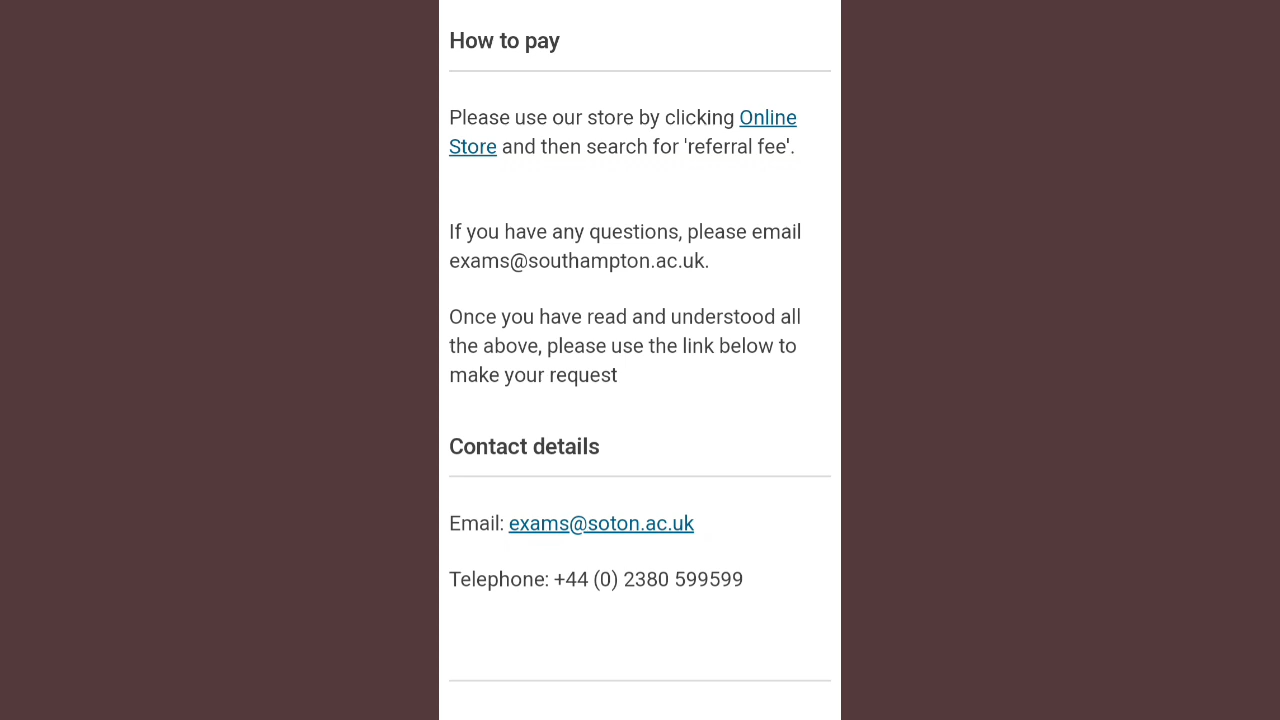 How to pay
Please use our store by clicking Online
Store and then search for 'referral fee'.
If you have any questions, please email
exams@southampton.ac.uk.
Once you have read and understood all
the above, please use the link below to
make your request
Contact details
Email: exams@soton.ac.uk
Telephone: +44 (0) 2380 599599